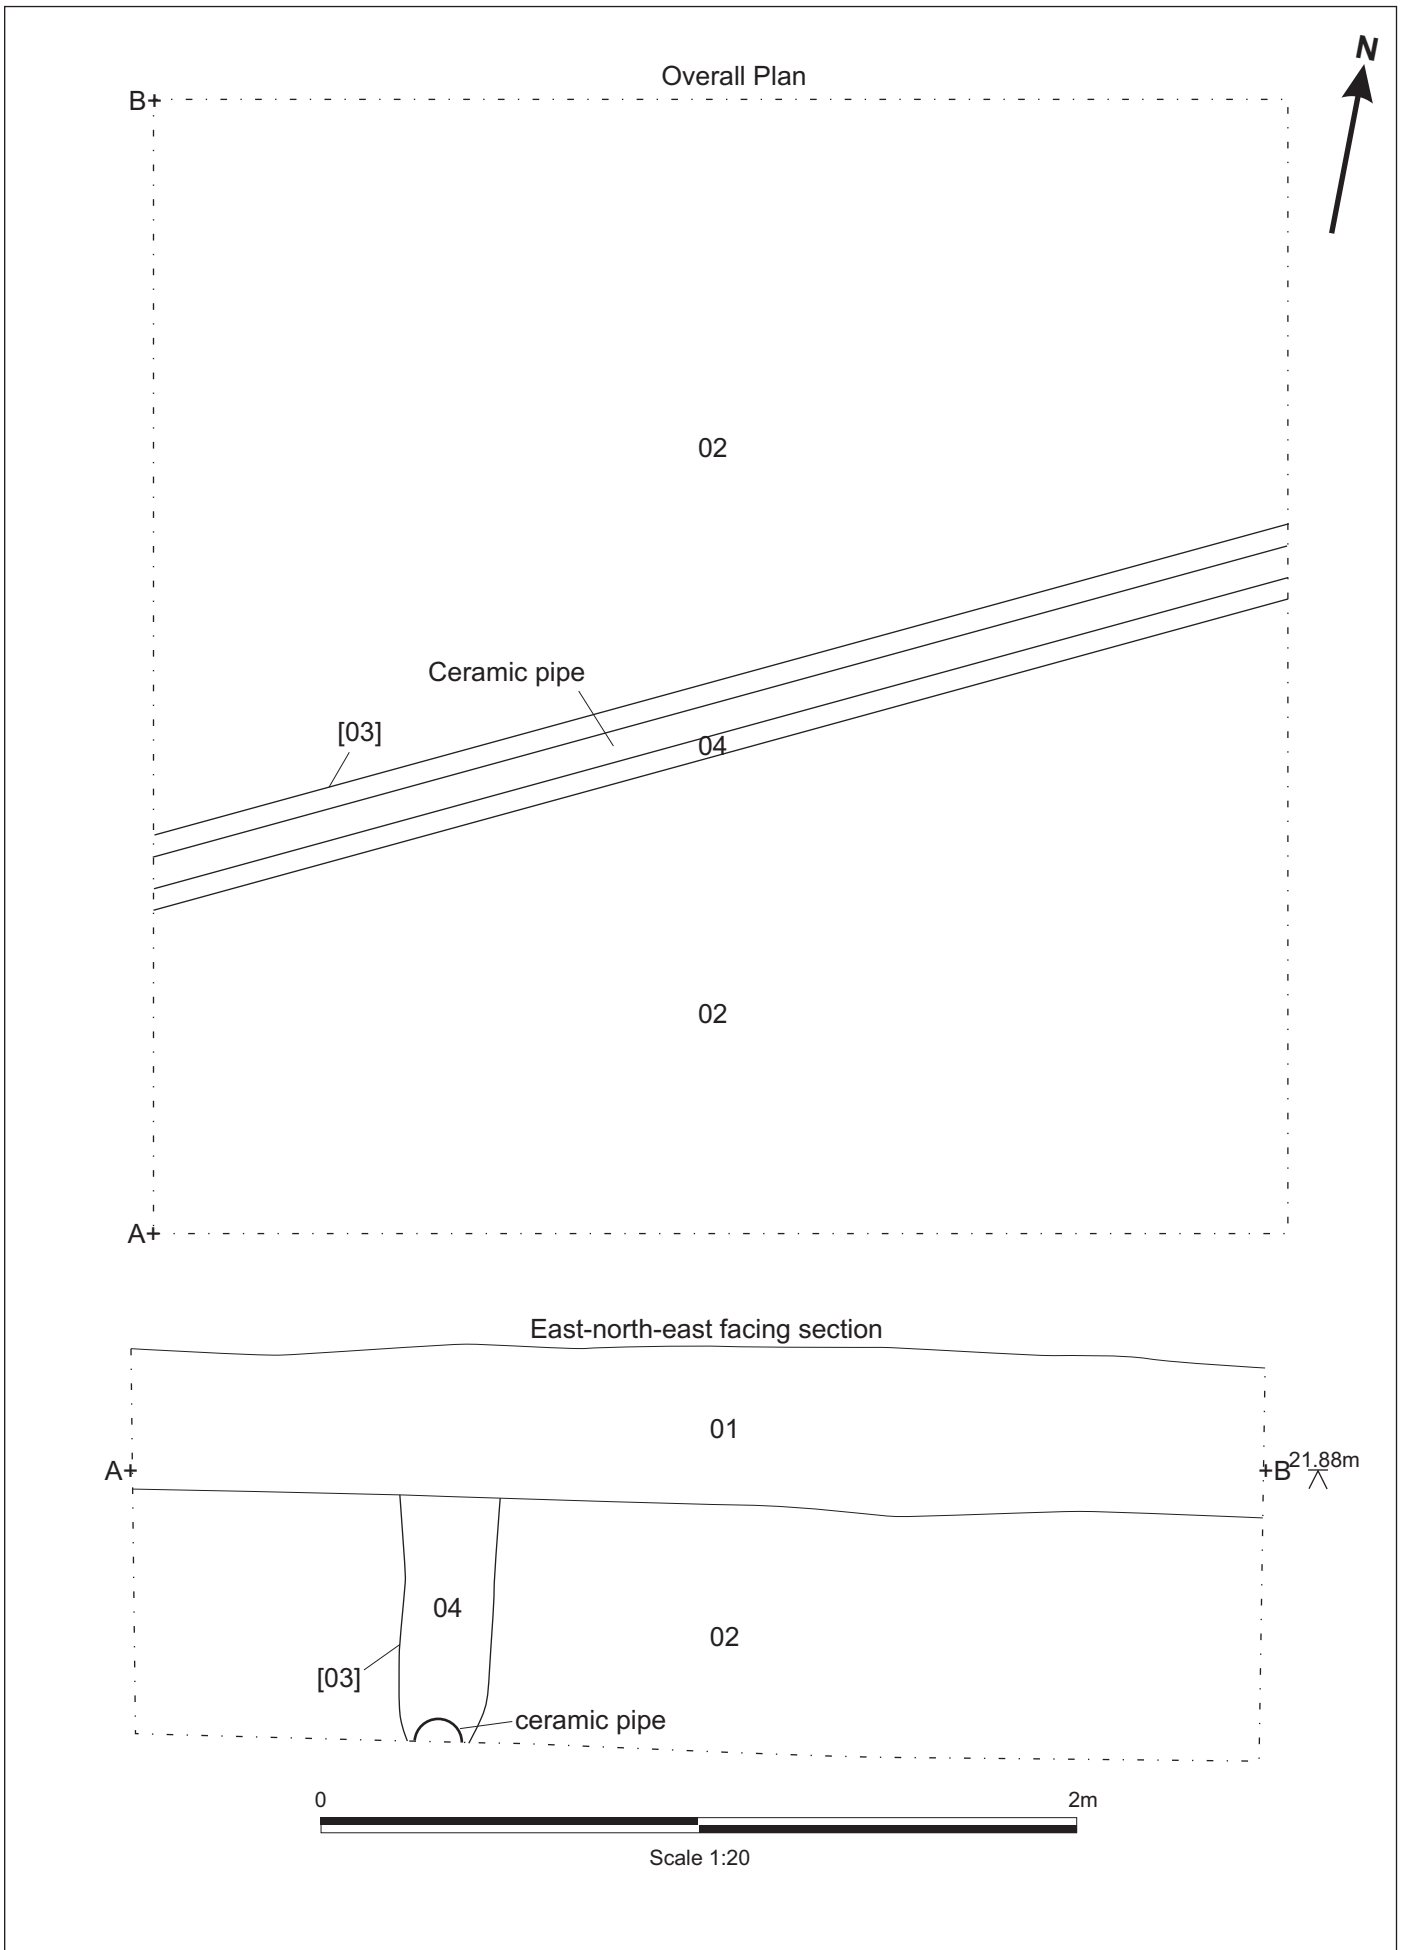 N
Overall Plan
B+
02
Ceramic pipe
[03]
04
02
A+
East-north-east facing section
01
A+
+B
21.88m
04
02
[03]
ceramic pipe
0
2m
Scale 1:20